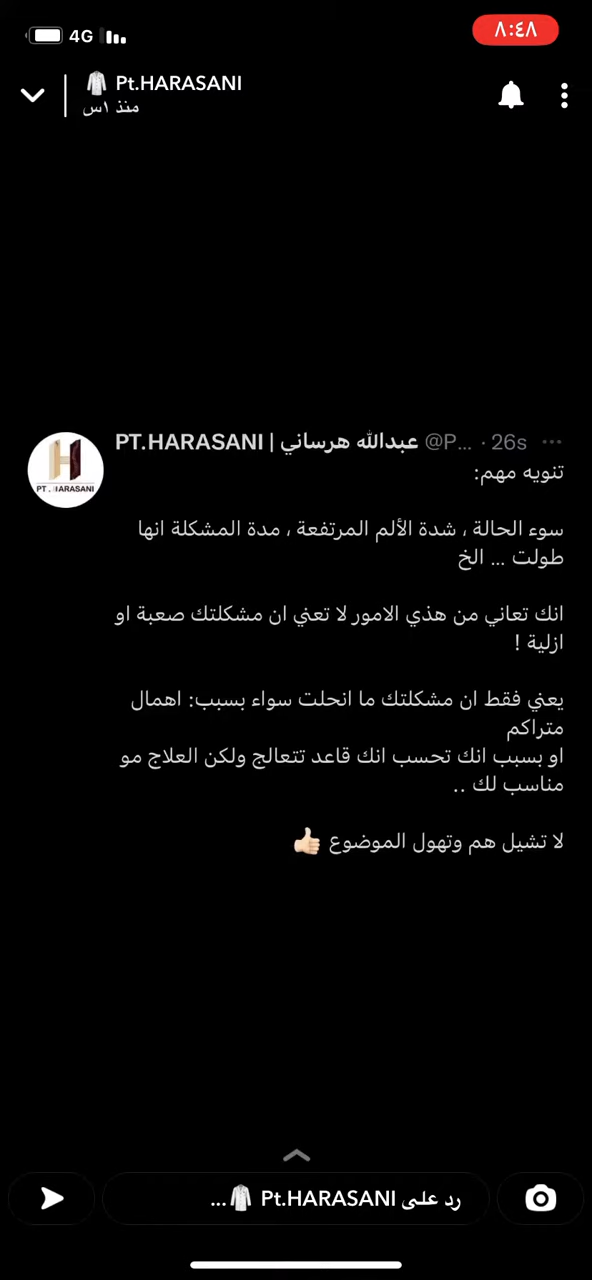 4G
٨:٤٨
Pt.HARASANI 🥼
منذ ١س
PT.HARASANI | عبدالله هرساني @P... · 26s
PT. HARASANI
تنويه مهم:
سوء الحالة ، شدة الألم المرتفعة ، مدة المشكلة انها
طولت ... الخ
انك تعاني من هذي الامور لا تعني ان مشكلتك صعبة او
ازلية !
يعني فقط ان مشكلتك ما انحلت سواء بسبب: اهمال
متراكم
او بسبب انك تحسب انك قاعد تتعالج ولكن العلاج مو
مناسب لك ..
لا تشيل هم وتهول الموضوع 👍🏻
رد على Pt.HARASANI 🥼...